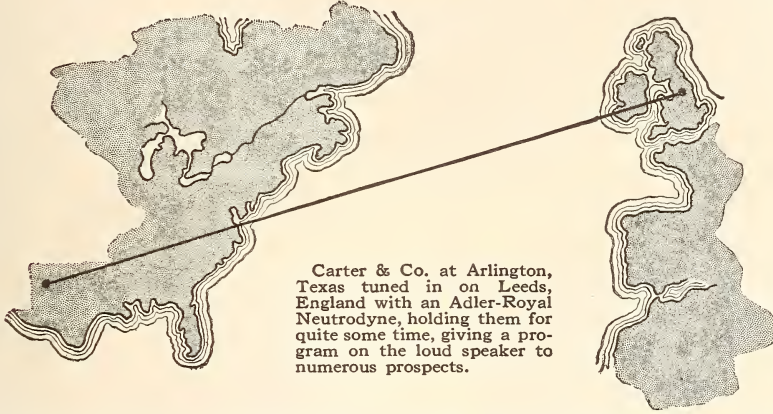 Carter & Co. at Arlington,
Texas tuned in on Leeds,
England with an Adler-Royal
Neutrodyne, holding them for
quite some time, giving a pro-
gram on the loud speaker to
numerous prospects.